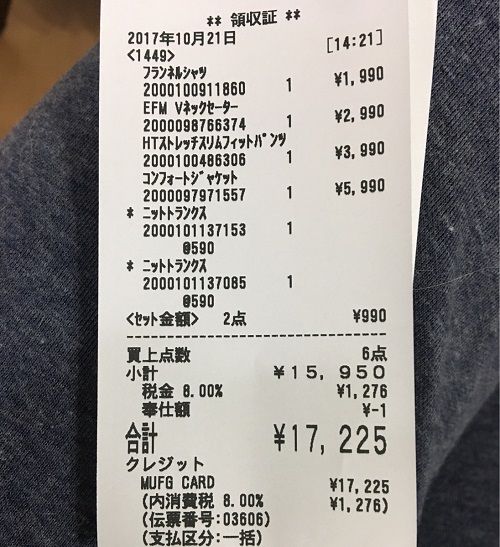 ** 領収証 **
2017年10月21日 [14:21]
<1449>
フランネルシャツ
2000100911860 1 ¥1,990
EFM Vネックセーター
2000098766374 1 ¥2,990
HTストレッチスリムフィットパンツ
2000100486306 1 ¥3,990
コンフォートジャケット
2000097971557 1 ¥5,990
* ニットトランクス
2000101137153 1
@590
* ニットトランクス
2000101137085 1
@590
<セット金額> 2点 ¥990
買上点数 6点
小計 ¥15,950
税金 8.00% ¥1,276
奉仕額 ¥-1
合計 ¥17,225
クレジット
MUFG CARD ¥17,225
(内消費税 8.00% ¥1,276)
(伝票番号:03606)
(支払区分:一括)